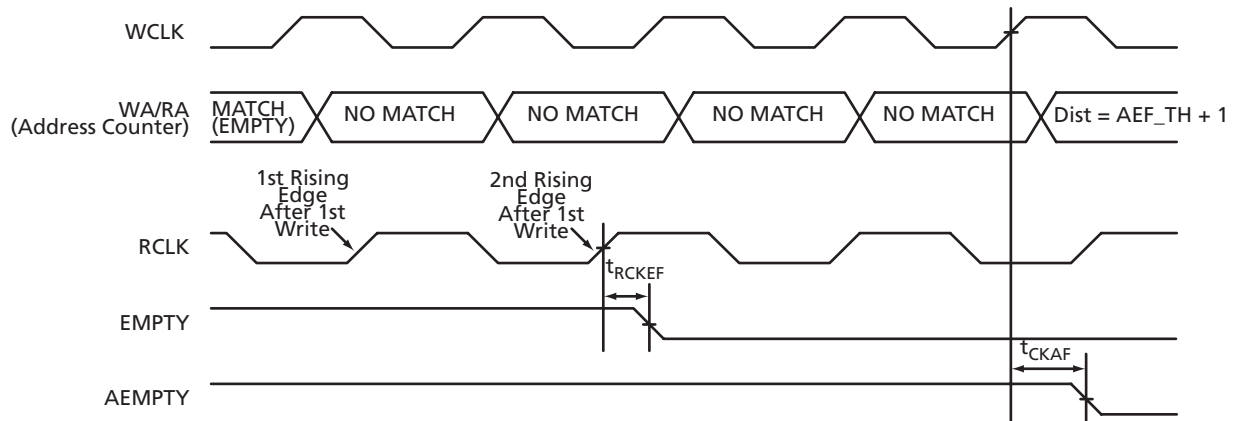 WCLK
WA/RA
(Address Counter)
MATCH
(EMPTY)
NO MATCH
NO MATCH
NO MATCH
NO MATCH
Dist = AEF_TH + 1
1st Rising
Edge
After 1st
Write
2nd Rising
Edge
After 1st
Write
RCLK
tRCKEF
EMPTY
tCKAF
AEMPTY